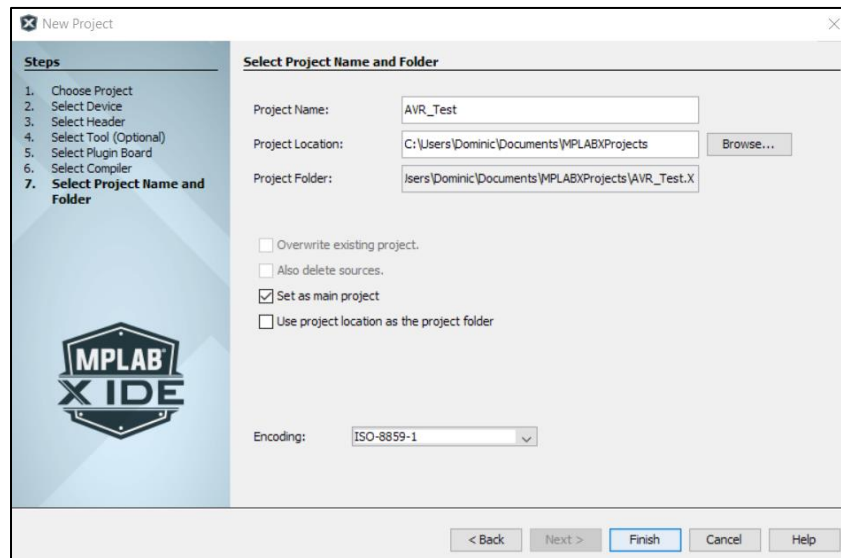 New Project
Steps
1. Choose Project
2. Select Device
3. Select Header
4. Select Tool (Optional)
5. Select Plugin Board
6. Select Compiler
7. Select Project Name and
Folder
MPLAB
X IDE
Select Project Name and Folder
Project Name: AVR_Test
Project Location: C:\Users\Dominic\Documents\MPLABXProjects Browse...
Project Folder: Jsers\Dominic\Documents\MPLABXProjects\AVR_Test.X
Overwrite existing project.
Also delete sources.
Set as main project
Use project location as the project folder
Encoding: ISO-8859-1
< Back Next > Finish Cancel Help